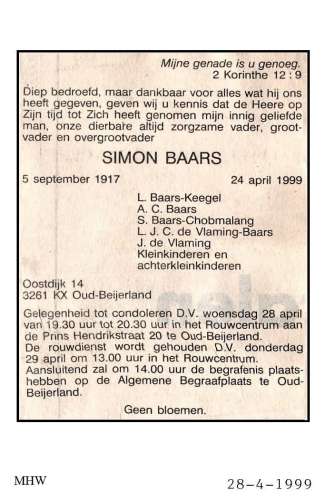 Mijne genade is u genoeg.
2 Korinthe 12 : 9
Diep bedroefd, maar dankbaar voor alles wat hij ons
heeft gegeven, geven wij u kennis dat de Heere op
Zijn tijd tot Zich heeft genomen mijn innig geliefde
man, onze dierbare altijd zorgzame vader, groot-
vader en overgrootvader
SIMON BAARS
5 september 1917 24 april 1999
L. Baars-Keegel
A. C. Baars
S. Baars-Chobmalang
L. J. C. de Vlaming-Baars
J. de Vlaming
Kleinkinderen en
achterkleinkinderen
Oostdijk 14
3261 KX Oud-Beijerland
Gelegenheid tot condoleren D.V. woensdag 28 april
van 19.30 uur tot 20.30 uur in het Rouwcentrum aan
de Prins Hendrikstraat 20 te Oud-Beijerland.
De rouwdienst wordt gehouden D.V. donderdag
29 april om 13.00 uur in het Rouwcentrum.
Aansluitend zal om 14.00 uur de begrafenis plaats-
hebben op de Algemene Begraafplaats te Oud-
Beijerland.
Geen bloemen.
MHW 28-4-1999